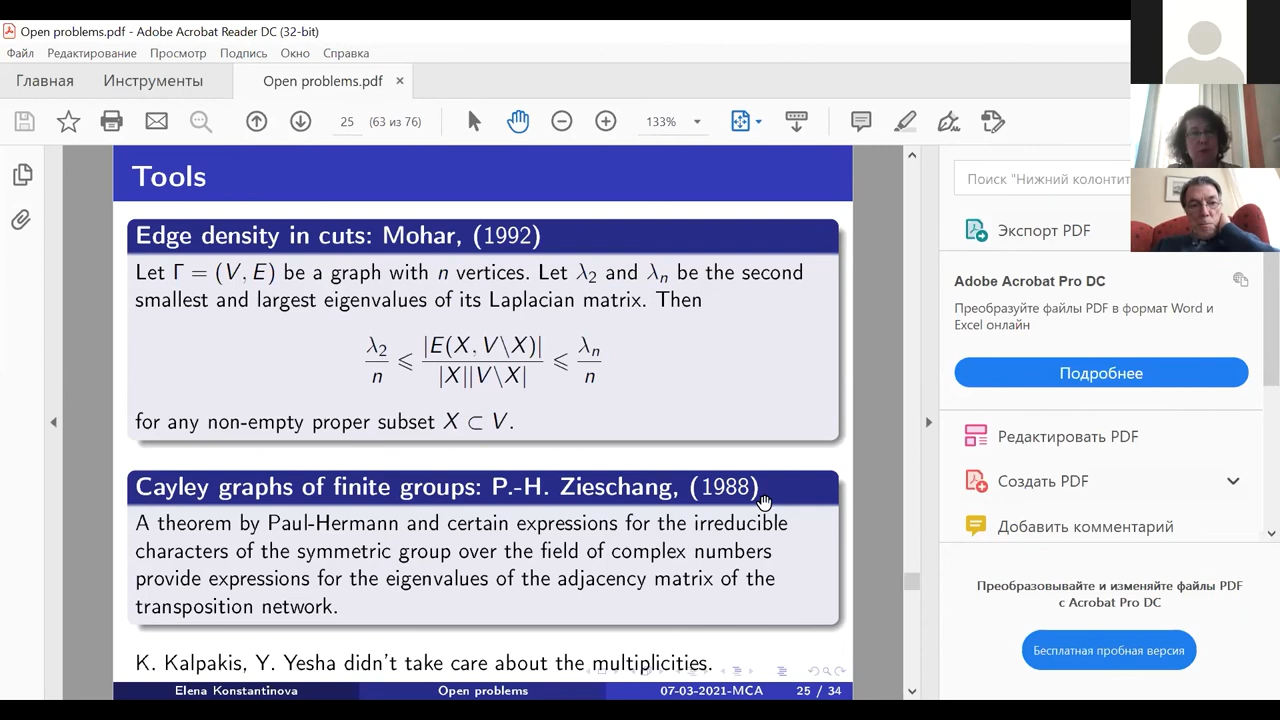 Open problems.pdf - Adobe Acrobat Reader DC (32-bit)
Файл Редактирование Просмотр Подпись Окно Справка
Главная Инструменты Open problems.pdf ×
25 (63 из 76) 133%
Tools
Edge density in cuts: Mohar, (1992)
Let Γ = (V, E) be a graph with n vertices. Let λ₂ and λₙ be the second
smallest and largest eigenvalues of its Laplacian matrix. Then
λ₂/n ⩽ |E(X, V\X)|/|X||V\X| ⩽ λₙ/n
for any non-empty proper subset X ⊂ V.
Cayley graphs of finite groups: P.-H. Zieschang, (1988)
A theorem by Paul-Hermann and certain expressions for the irreducible
characters of the symmetric group over the field of complex numbers
provide expressions for the eigenvalues of the adjacency matrix of the
transposition network.
K. Kalpakis, Y. Yesha didn't take care about the multiplicities.
Elena Konstantinova Open problems 07-03-2021-MCA 25 / 34
Поиск "Нижний колонтит
Экспорт PDF
Adobe Acrobat Pro DC
Преобразуйте файлы PDF в формат Word и
Excel онлайн
Подробнее
Редактировать PDF
Создать PDF
Добавить комментарий
Преобразовывайте и изменяйте файлы PDF
с Acrobat Pro DC
Бесплатная пробная версия